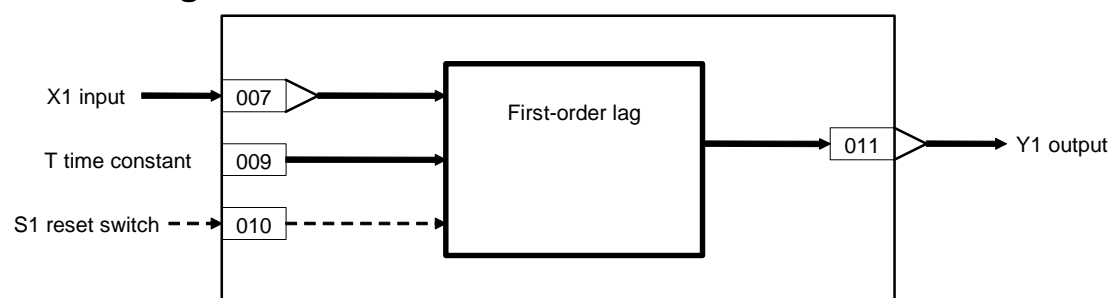 X1 input
007
First-order lag
011
Y1 output
T time constant
009
S1 reset switch
010